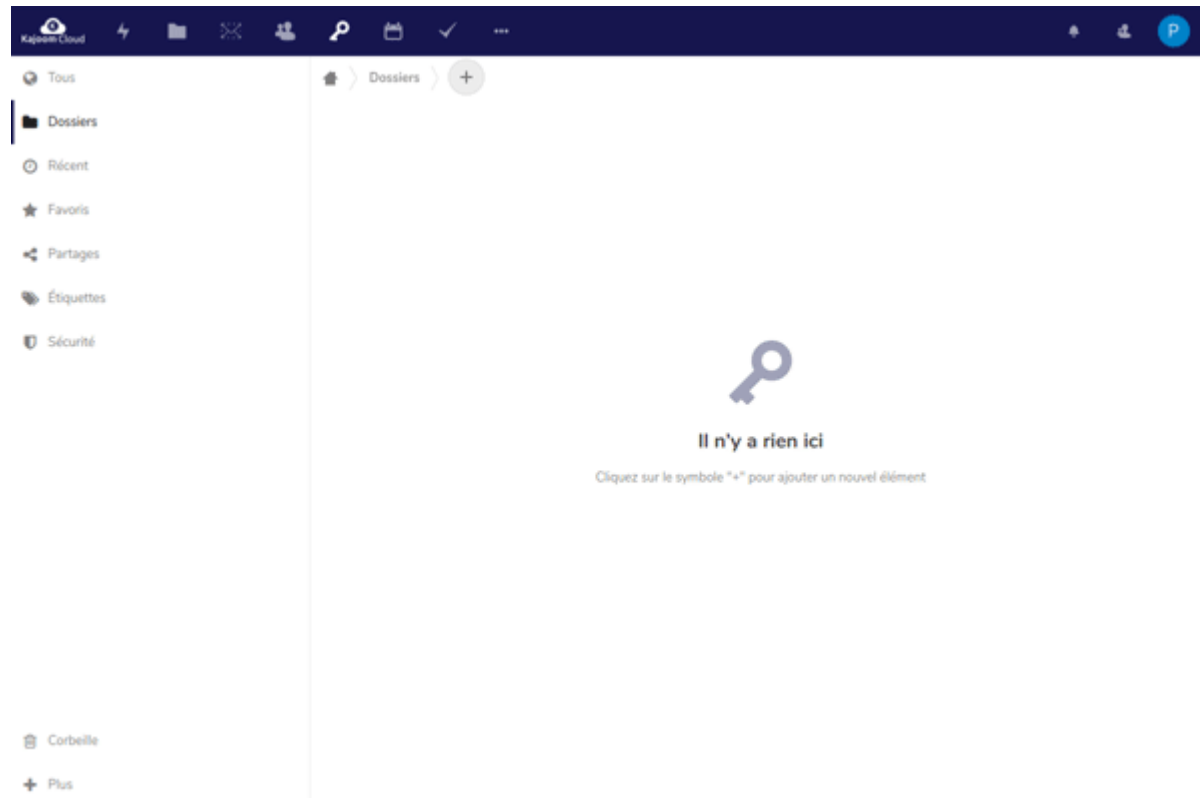 Kajoom Cloud
P
Tous
Dossiers
Récent
Favoris
Partages
Étiquettes
Sécurité
Corbeille
Plus
Dossiers
+
Il n'y a rien ici
Cliquez sur le symbole "+" pour ajouter un nouvel élément